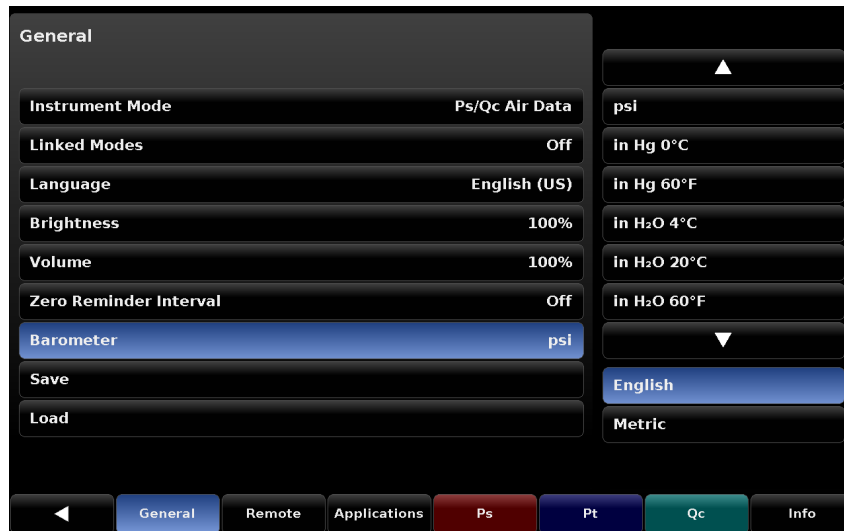 General
Instrument Mode Ps/Qc Air Data
Linked Modes Off
Language English (US)
Brightness 100%
Volume 100%
Zero Reminder Interval Off
Barometer psi
Save
Load
▲
psi
in Hg 0°C
in Hg 60°F
in H₂O 4°C
in H₂O 20°C
in H₂O 60°F
▼
English
Metric
◀ General Remote Applications Ps Pt Qc Info